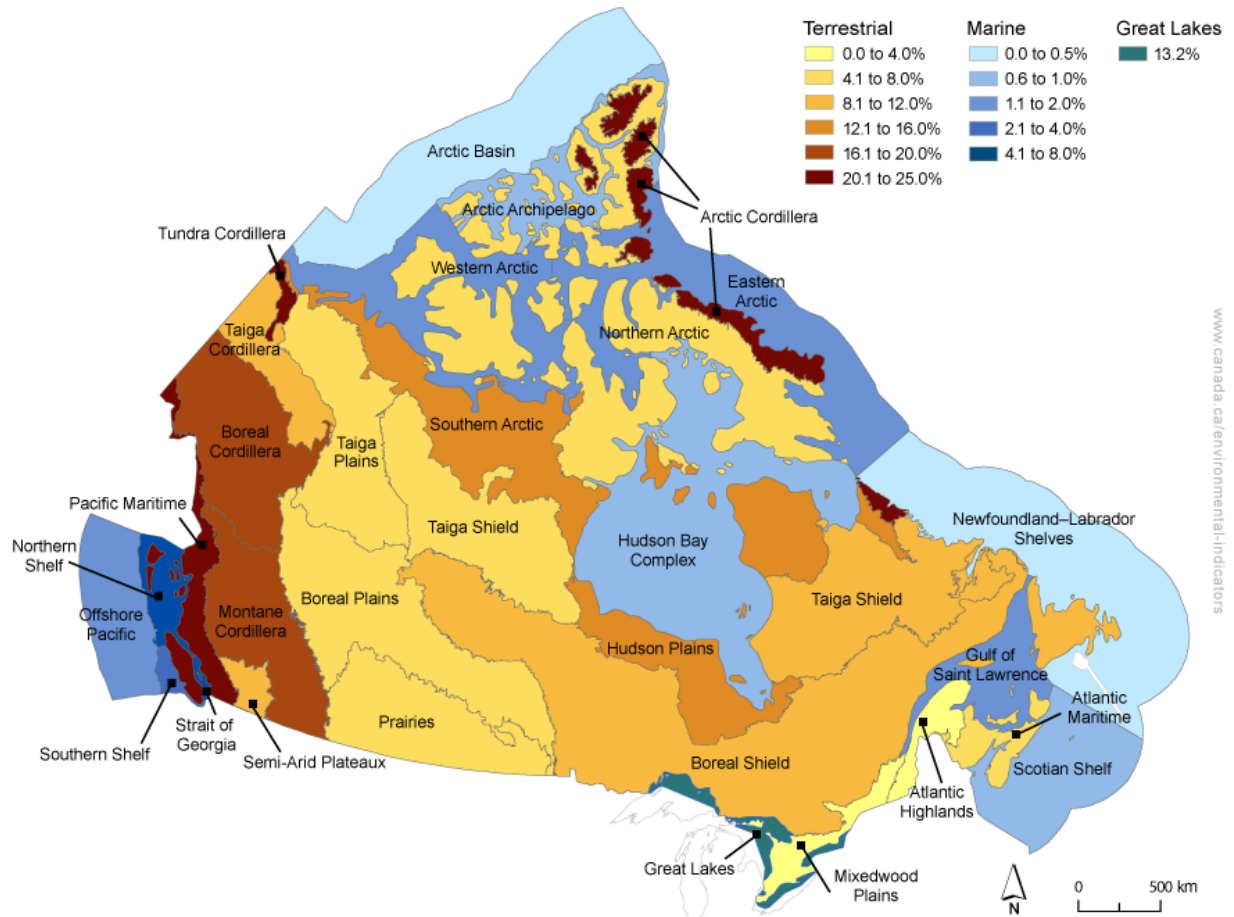 Terrestrial
0.0 to 4.0%
4.1 to 8.0%
8.1 to 12.0%
12.1 to 16.0%
16.1 to 20.0%
20.1 to 25.0%
Marine
0.0 to 0.5%
0.6 to 1.0%
1.1 to 2.0%
2.1 to 4.0%
4.1 to 8.0%
Great Lakes
13.2%
Arctic Basin
Arctic Archipelago
Arctic Cordillera
Tundra Cordillera
Western Arctic
Eastern
Arctic
Northern Arctic
Taiga
Cordillera
Southern Arctic
Boreal
Cordillera
Taiga
Plains
Pacific Maritime
Taiga Shield
Newfoundland–Labrador
Shelves
Northern
Shelf
Hudson Bay
Complex
Offshore
Pacific
Montane
Cordillera
Boreal Plains
Taiga Shield
Hudson Plains
Gulf of
Saint Lawrence
Atlantic
Maritime
Strait of
Georgia
Prairies
Southern Shelf
Semi-Arid Plateaux
Boreal Shield
Scotian Shelf
Atlantic
Highlands
Great Lakes
Mixedwood
Plains
N
0 500 km
www.canada.ca/environmental-indicators